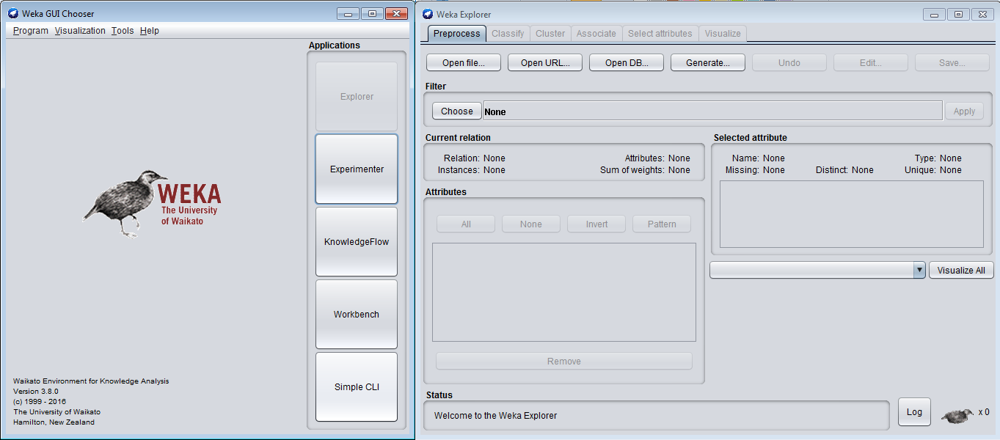 Weka GUI Chooser
Program Visualization Tools Help
Applications
Explorer
Experimenter
KnowledgeFlow
Workbench
Simple CLI
WEKA
The University
of Waikato
Waikato Environment for Knowledge Analysis
Version 3.8.0
(c) 1999 - 2016
The University of Waikato
Hamilton, New Zealand
Weka Explorer
Preprocess Classify Cluster Associate Select attributes Visualize
Open file... Open URL... Open DB... Generate... Undo Edit... Save...
Filter
Choose None Apply
Current relation
Relation: None Attributes: None
Instances: None Sum of weights: None
Selected attribute
Name: None Type: None
Missing: None Distinct: None Unique: None
Attributes
All None Invert Pattern
Remove
Visualize All
Status
Welcome to the Weka Explorer
Log
x 0